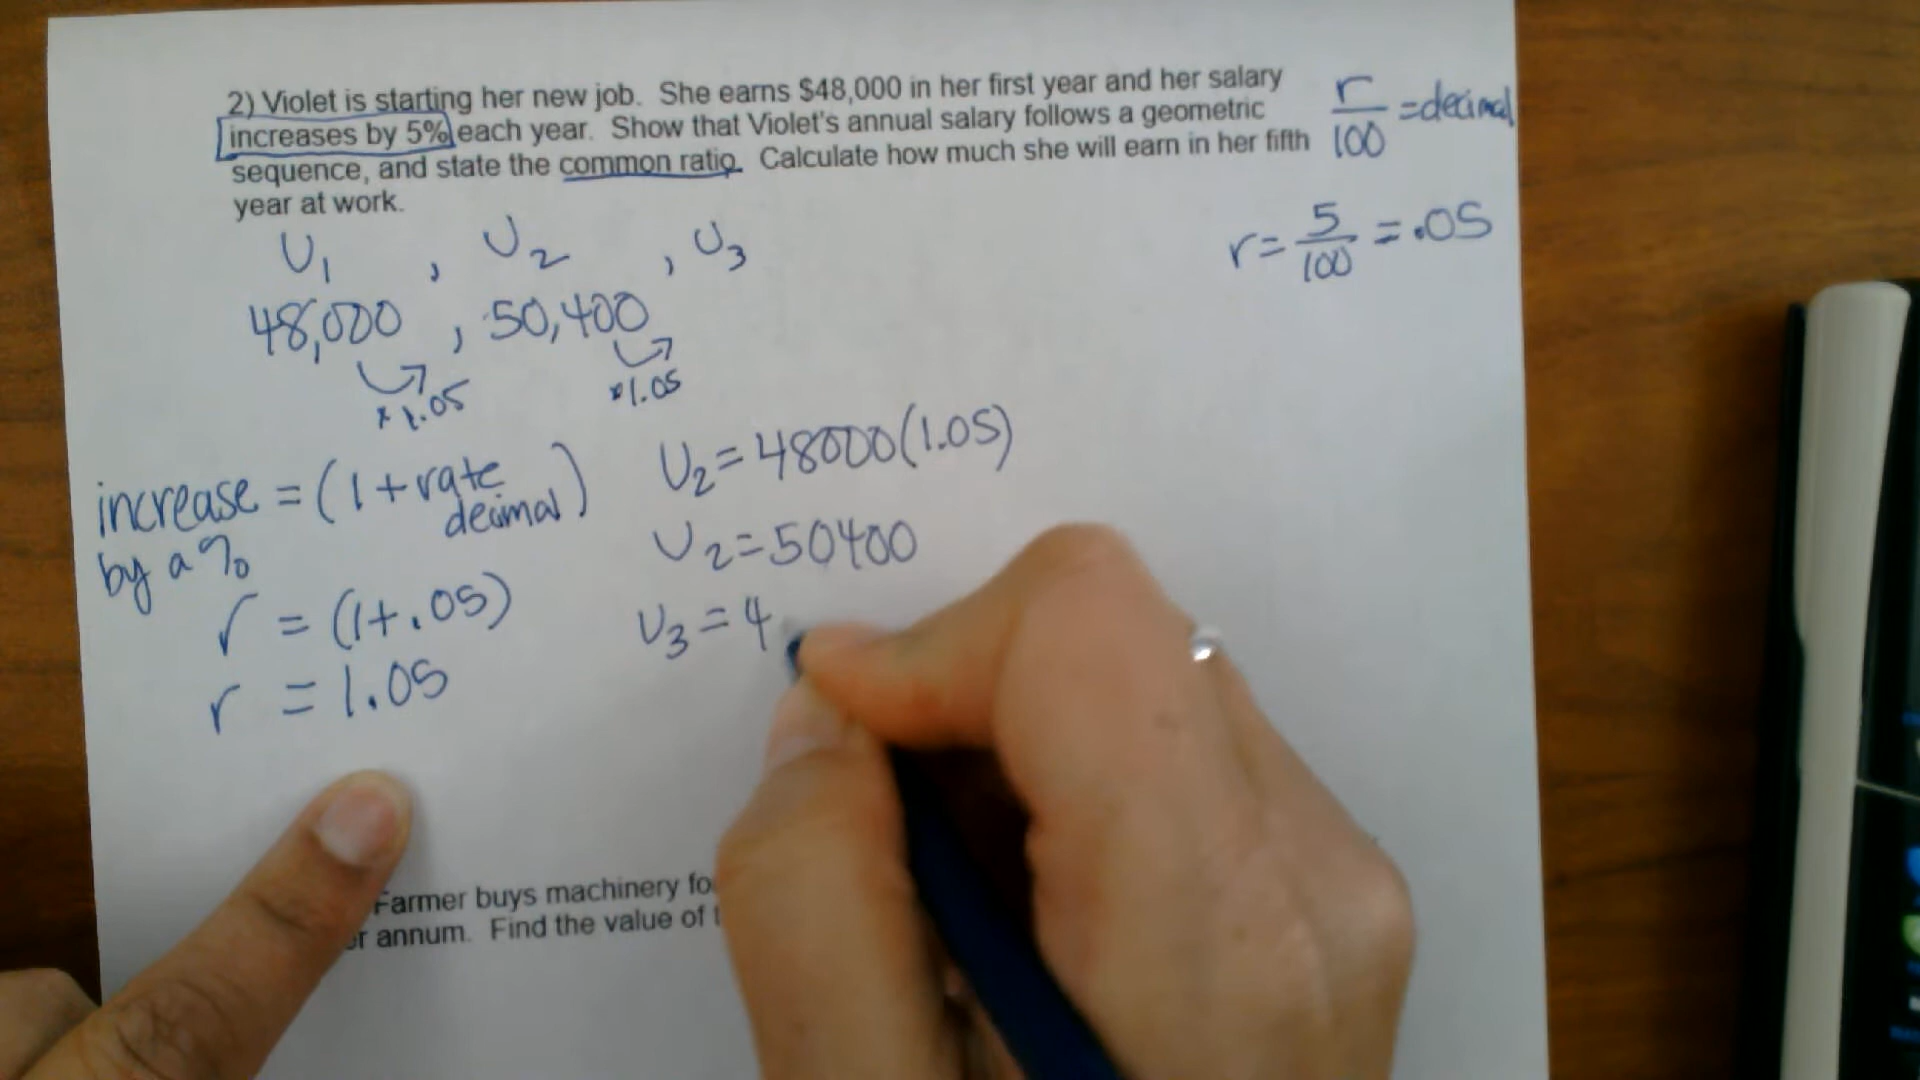 2) Violet is starting her new job. She earns $48,000 in her first year and her salary
increases by 5% each year. Show that Violet's annual salary follows a geometric
sequence, and state the common ratio. Calculate how much she will earn in her fifth
year at work.
r/100 = decimal
r = 5/100 = .05
U1 , U2 , U3
48,000 , 50,400
×1.05 ×1.05
increase = (1 + rate decimal)
by a %
r = (1+.05)
r = 1.05
U2 = 48000(1.05)
U2 = 50400
U3 = 4
Farmer buys machinery
annum. Find the value of